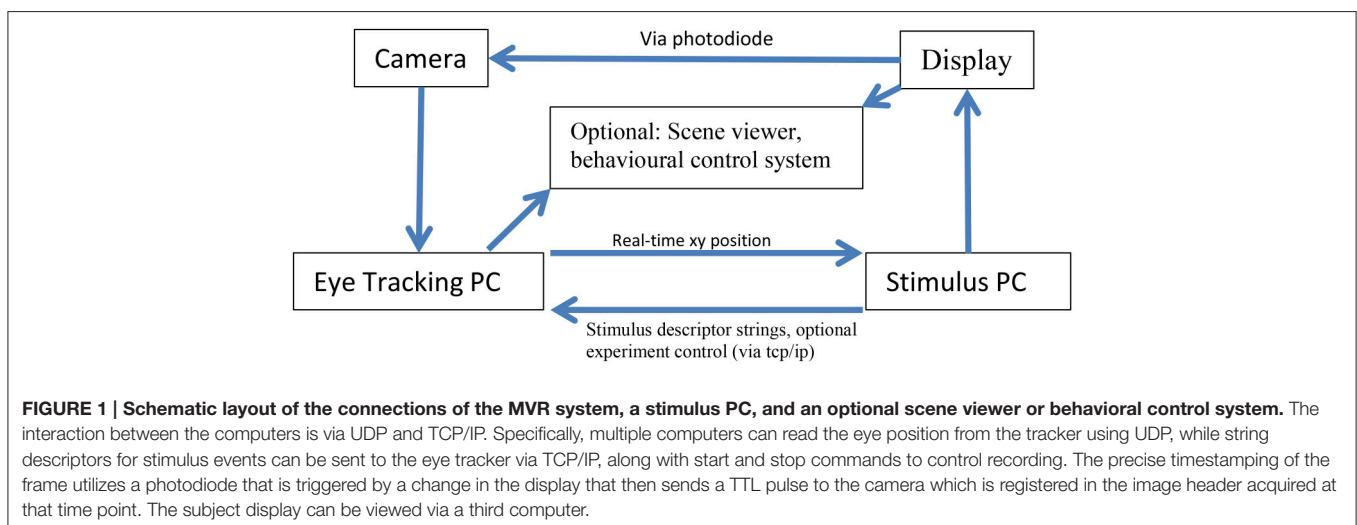 Via photodiode
Camera
Display
Optional: Scene viewer,
behavioural control system
Real-time xy position
Eye Tracking PC
Stimulus PC
Stimulus descriptor strings, optional
experiment control (via tcp/ip)
FIGURE 1 | Schematic layout of the connections of the MVR system, a stimulus PC, and an optional scene viewer or behavioral control system. The
interaction between the computers is via UDP and TCP/IP. Specifically, multiple computers can read the eye position from the tracker using UDP, while string
descriptors for stimulus events can be sent to the eye tracker via TCP/IP, along with start and stop commands to control recording. The precise timestamping of the
frame utilizes a photodiode that is triggered by a change in the display that then sends a TTL pulse to the camera which is registered in the image header acquired at
that time point. The subject display can be viewed via a third computer.